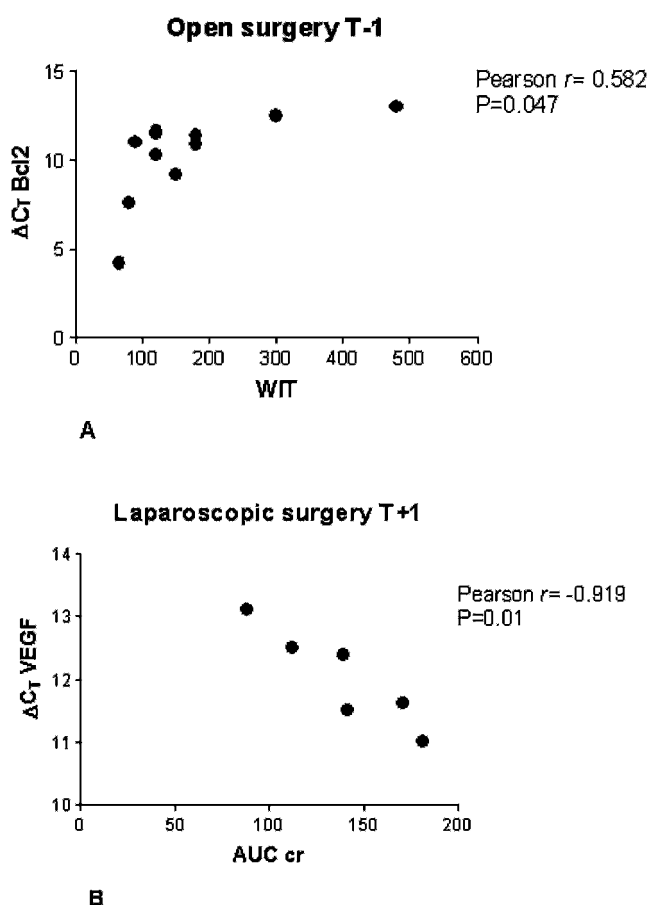 Open surgery T-1
Pearson r= 0.582
P=0.047
15
10
5
0
ΔCT Bcl2
0 100 200 300 400 500 600
WIT
A
Laparoscopic surgery T+1
Pearson r= -0.919
P=0.01
14
13
12
11
10
ΔCT VEGF
0 50 100 150 200
AUC cr
B